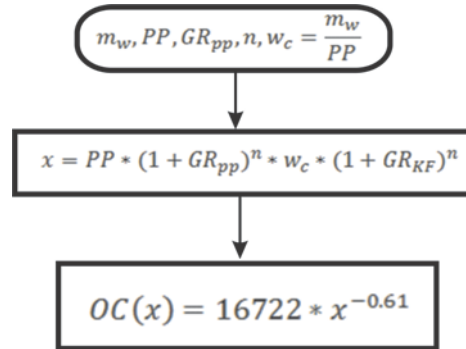 m_w, PP, GR_pp, n, w_c = m_w/PP
x = PP * (1 + GR_pp)^n * w_c * (1 + GR_KF)^n
OC(x) = 16722 * x^−0.61